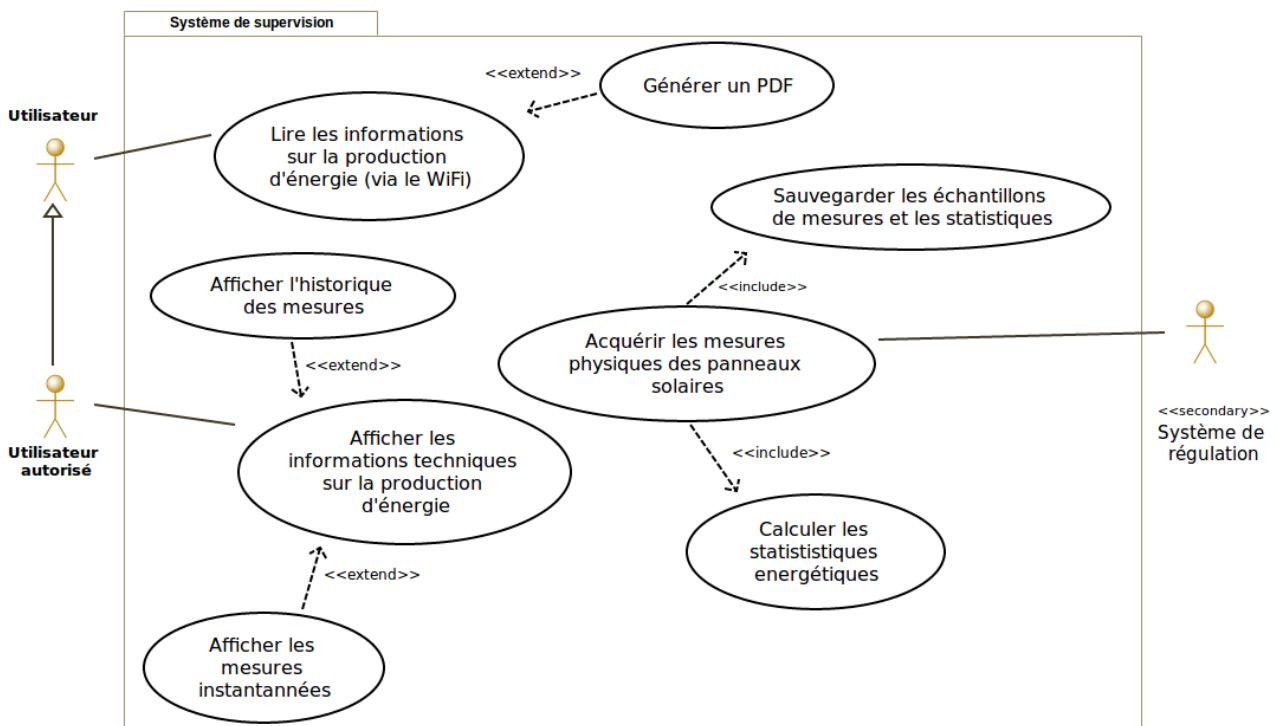 Système de supervision
<<extend>>
Générer un PDF
Utilisateur
Lire les informations
sur la production
d'énergie (via le WiFi)
Sauvegarder les échantillons
de mesures et les statistiques
Afficher l'historique
des mesures
<<include>>
Acquérir les mesures
physiques des panneaux
solaires
<<extend>>
<<secondary>>
Système de
régulation
Utilisateur
autorisé
Afficher les
informations techniques
sur la production
d'énergie
<<include>>
Calculer les
statististiques
energétiques
<<extend>>
Afficher les
mesures
instantannées